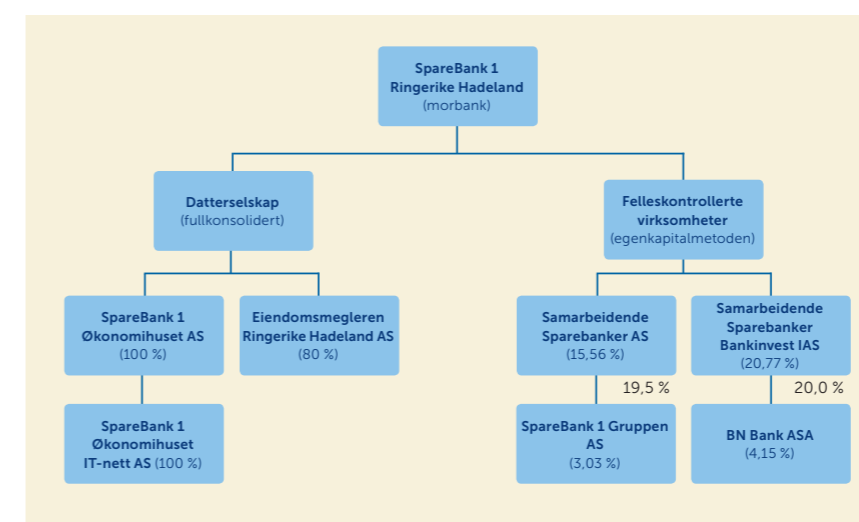 SpareBank 1
Ringerike Hadeland
(morbank)
Datterselskap
(fullkonsolidert)
Felleskontrollerte
virksomheter
(egenkapitalmetoden)
SpareBank 1
Økonomihuset AS
(100 %)
Eiendomsmegleren
Ringerike Hadeland AS
(80 %)
Samarbeidende
Sparebanker AS
(15,56 %)
Samarbeidende
Sparebanker
Bankinvest IAS
(20,77 %)
19,5 %
20,0 %
SpareBank 1
Økonomihuset
IT-nett AS (100 %)
SpareBank 1 Gruppen
AS
(3,03 %)
BN Bank ASA
(4,15 %)